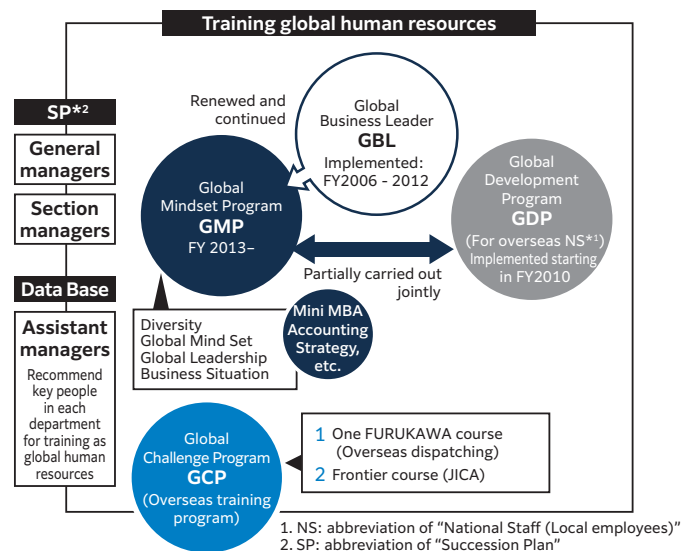 Training global human resources
SP*2
General
managers
Section
managers
Data Base
Assistant
managers
Recommend
key people
in each
department
for training as
global human
resources
Renewed and
continued
Global
Business Leader
GBL
Implemented:
FY2006 - 2012
Global
Mindset Program
GMP
FY 2013–
Global
Development
Program
GDP
(For overseas NS*1)
Implemented starting
in FY2010
Partially carried out
jointly
Diversity
Global Mind Set
Global Leadership
Business Situation
Mini MBA
Accounting
Strategy,
etc.
Global
Challenge Program
GCP
(Overseas training
program)
1 One FURUKAWA course
(Overseas dispatching)
2 Frontier course (JICA)
1. NS: abbreviation of “National Staff (Local employees)”
2. SP: abbreviation of “Succession Plan”